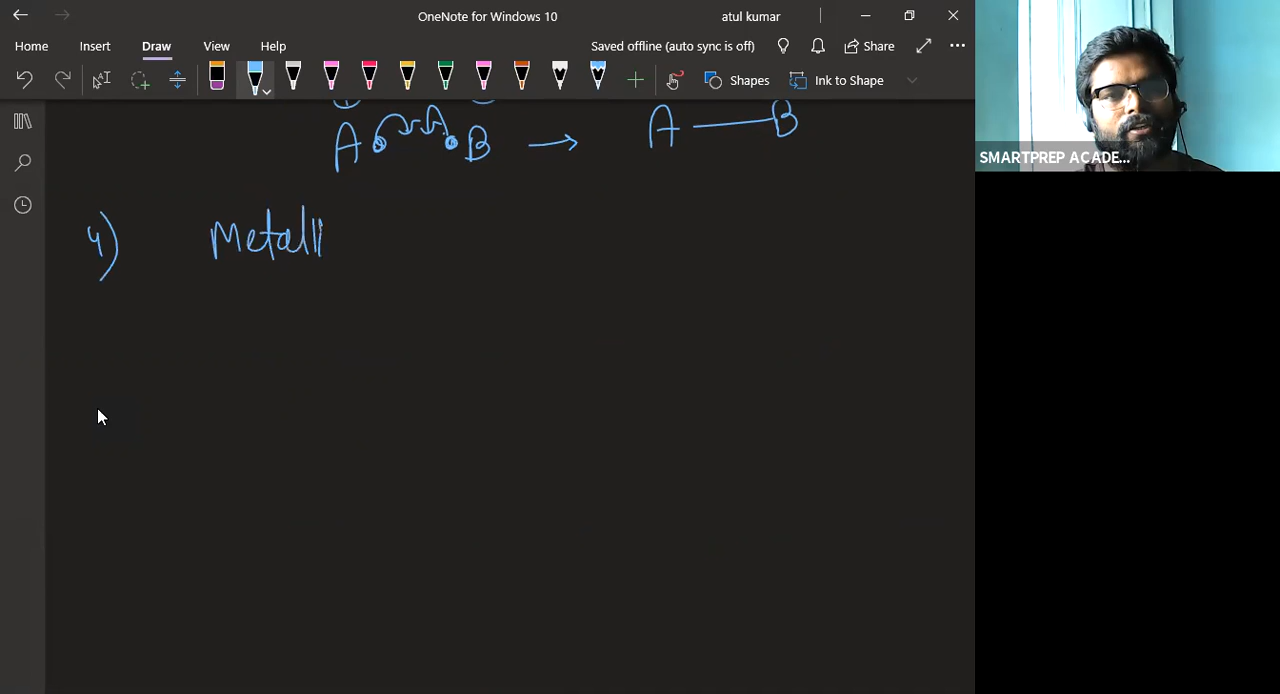 OneNote for Windows 10
atul kumar
Home Insert Draw View Help
Saved offline (auto sync is off)
Share
Shapes
Ink to Shape
SMARTPREP ACADE...
A B → A — B
4) Metalli